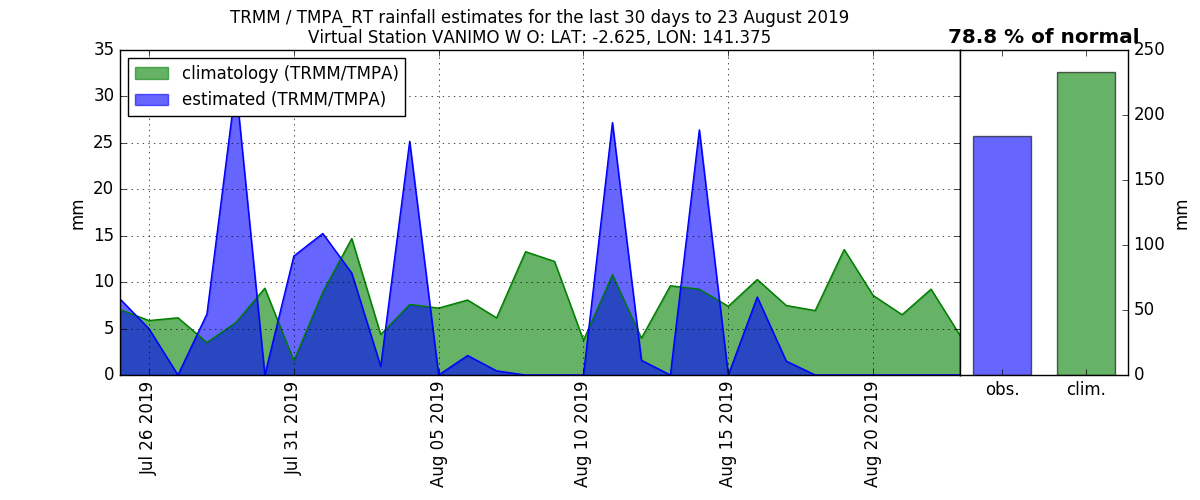 TRMM / TMPA_RT rainfall estimates for the last 30 days to 23 August 2019
Virtual Station VANIMO W O: LAT: -2.625, LON: 141.375
78.8 % of normal
climatology (TRMM/TMPA)
estimated (TRMM/TMPA)
35
30
25
20
15
10
5
0
mm
Jul 26 2019
Jul 31 2019
Aug 05 2019
Aug 10 2019
Aug 15 2019
Aug 20 2019
250
200
150
100
50
0
mm
obs.
clim.